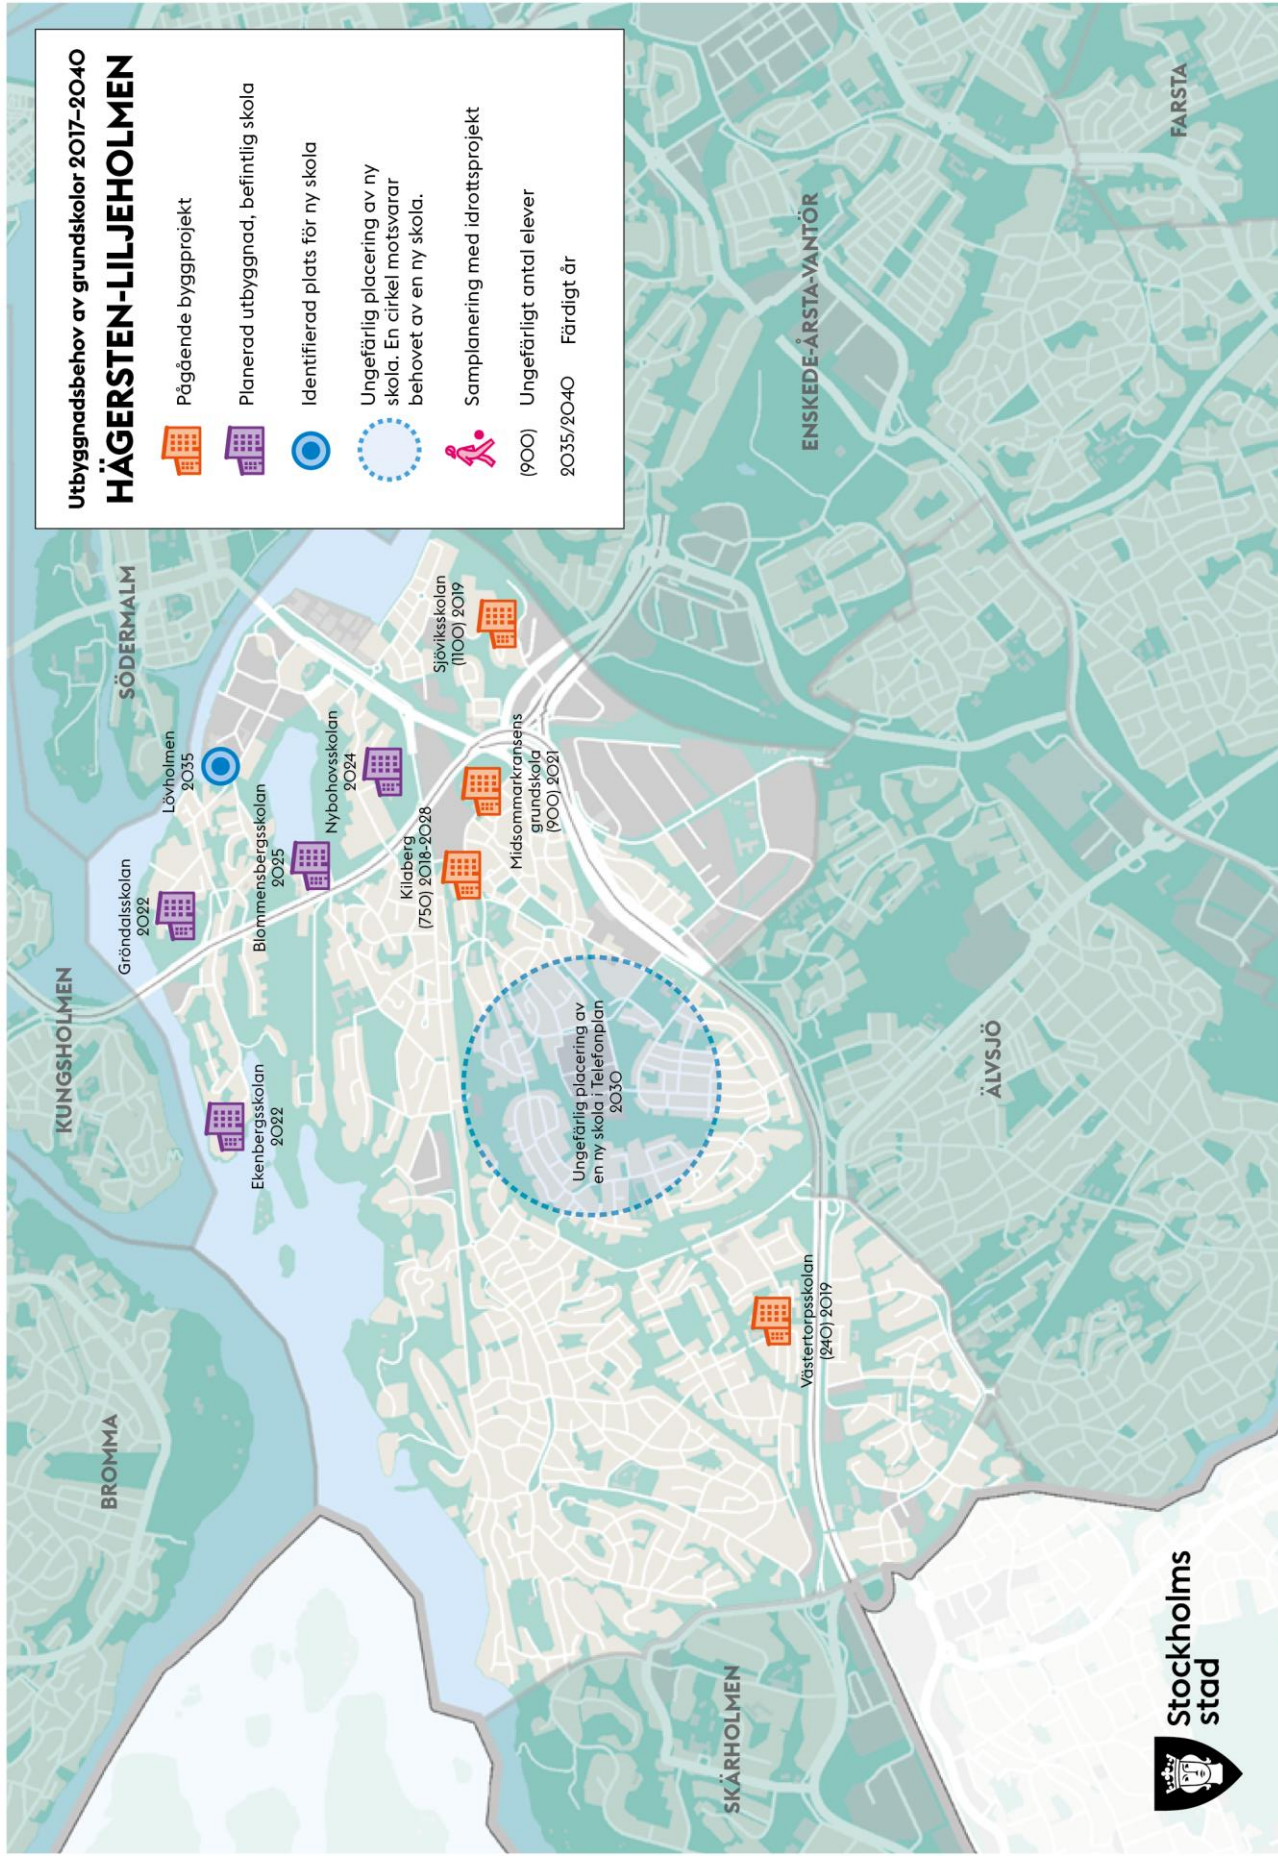 Utbyggnadsbehov av grundskolor 2017–2040
HÄGERSTEN-LILJEHOLMEN
Pågående byggprojekt
Planerad utbyggnad, befintlig skola
Identifierad plats för ny skola
Ungefärlig placering av ny
skola. En cirkel motsvarar
behovet av en ny skola.
Samplanering med idrottsprojekt
(900) Ungefärligt antal elever
2035/2040 Färdigt år
KUNGSHOLMEN
SÖDERMALM
BROMMA
Gröndalsskolan
2022
Lövholmen
2035
Ekenbergsskolan
2022
Blommensbergsskolan
2025
Nybohovsskolan
2024
Sjöviksskolan
(1100) 2019
Kilaberg
(750) 2018-2028
Midsommarkransens
grundskola
(900) 2021
Ungefärlig placering av
en ny skola i Telefonplan
2030
Västertorpsskolan
(240) 2019
SKÄRHOLMEN
ENSKEDE-ÅRSTA-VANTÖR
ÄLVSJÖ
FARSTA
Stockholms
stad